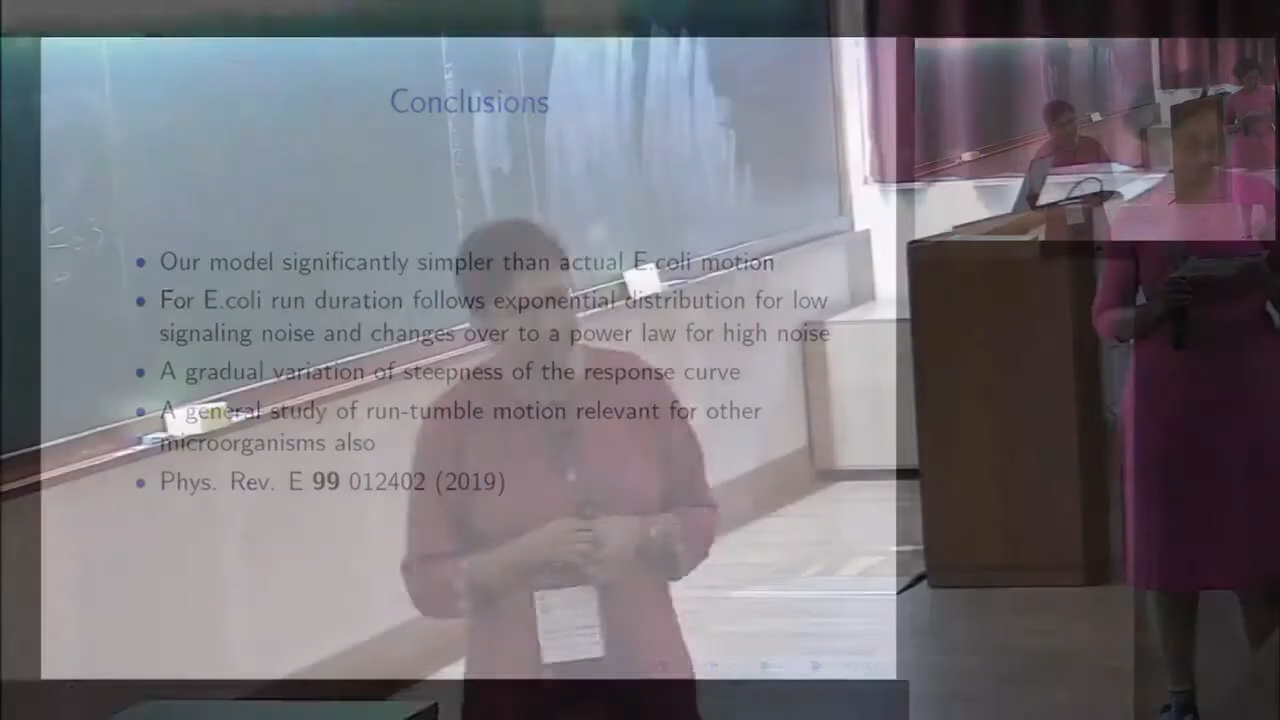 Conclusions
Our model significantly simpler than actual E.coli motion
For E.coli run duration follows exponential distribution for low
signaling noise and changes over to a power law for high noise
A gradual variation of steepness of the response curve
A general study of run-tumble motion relevant for other
microorganisms also
Phys. Rev. E 99 012402 (2019)